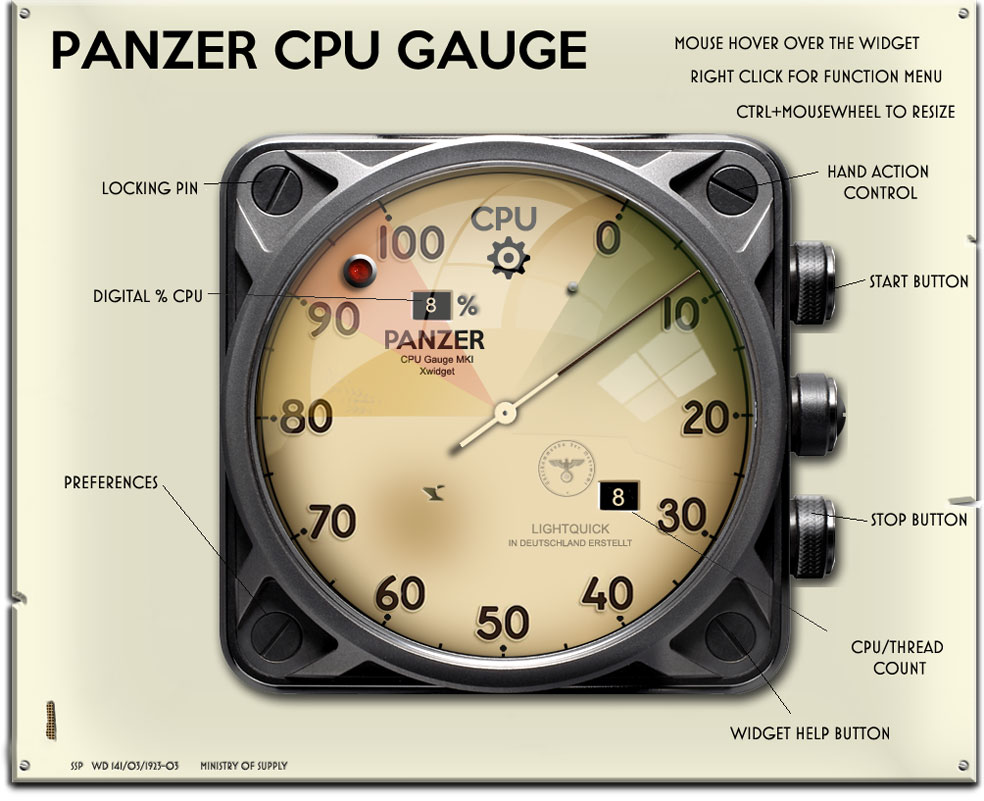 PANZER CPU GAUGE
MOUSE HOVER OVER THE WIDGET
RIGHT CLICK FOR FUNCTION MENU
CTRL+MOUSEWHEEL TO RESIZE
LOCKING PIN
HAND ACTION
CONTROL
CPU
100
0
START BUTTON
DIGITAL % CPU
8 %
90
10
PANZER
CPU Gauge MKI
Xwidget
80
20
PREFERENCES
8
70
30
STOP BUTTON
LIGHTQUICK
IN DEUTSCHLAND ERSTELLT
60
40
50
CPU/THREAD
COUNT
WIDGET HELP BUTTON
SSP WD 141/03/1923-03 MINISTRY OF SUPPLY